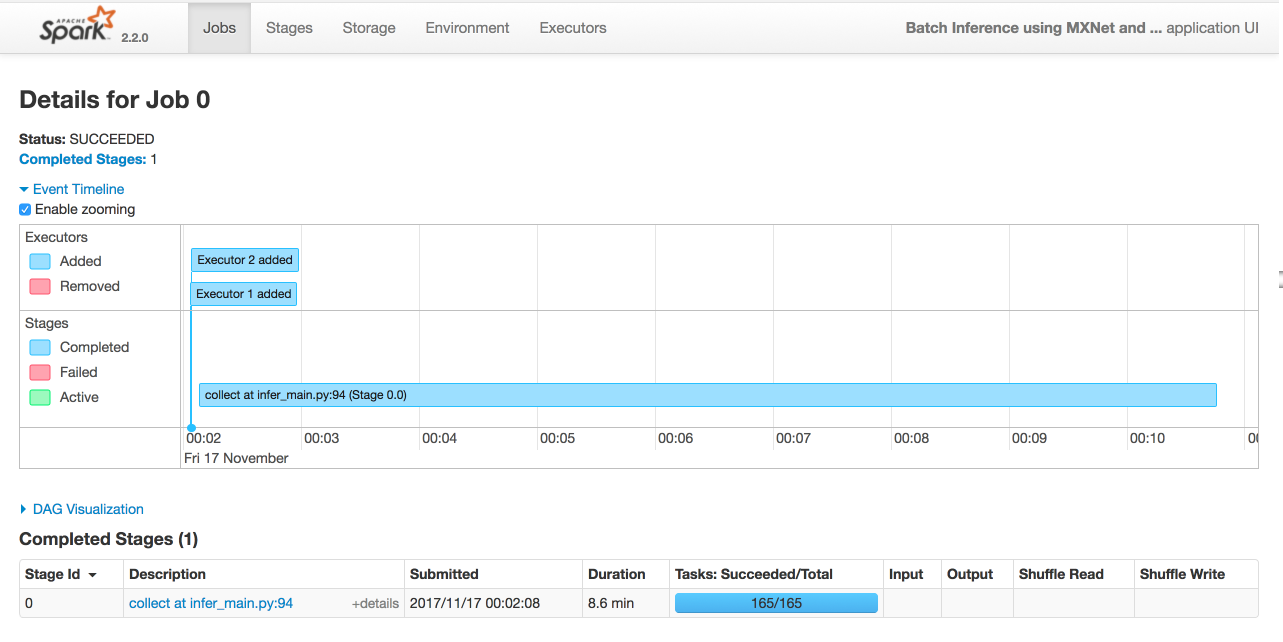 APACHE
Spark 2.2.0 Jobs Stages Storage Environment Executors Batch Inference using MXNet and ... application UI
Details for Job 0
Status: SUCCEEDED
Completed Stages: 1
Event Timeline
Enable zooming
Executors
Added
Removed
Executor 2 added
Executor 1 added
Stages
Completed
Failed
Active
collect at infer_main.py:94 (Stage 0.0)
00:02 00:03 00:04 00:05 00:06 00:07 00:08 00:09 00:10
Fri 17 November
DAG Visualization
Completed Stages (1)
Stage Id Description Submitted Duration Tasks: Succeeded/Total Input Output Shuffle Read Shuffle Write
0 collect at infer_main.py:94 +details 2017/11/17 00:02:08 8.6 min 165/165